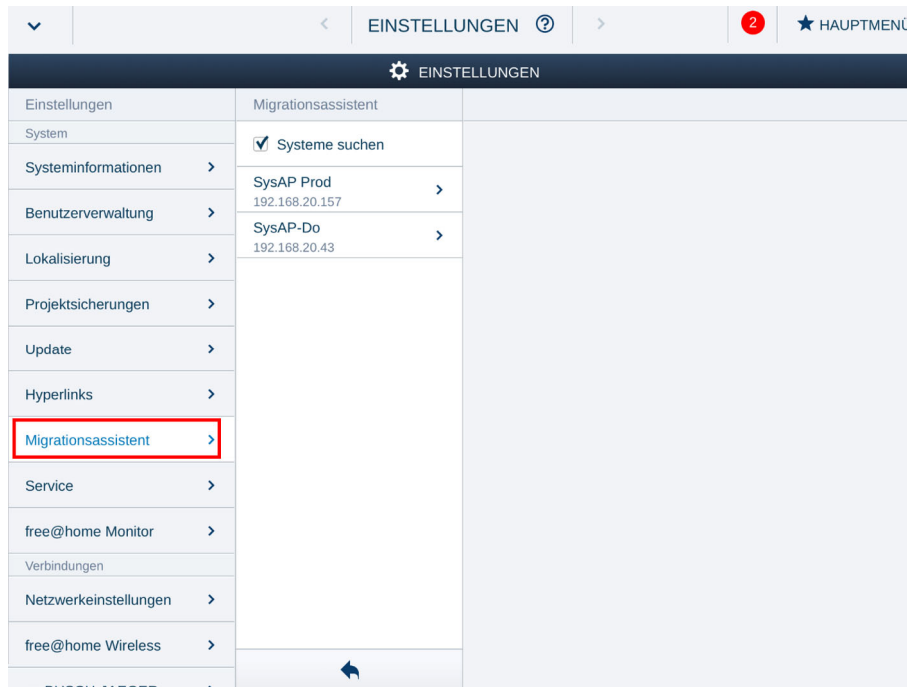 EINSTELLUNGEN ?
2
HAUPTMENÜ
EINSTELLUNGEN
Einstellungen
System
Systeminformationen
Benutzerverwaltung
Lokalisierung
Projektsicherungen
Update
Hyperlinks
Migrationsassistent
Service
free@home Monitor
Verbindungen
Netzwerkeinstellungen
free@home Wireless
Migrationsassistent
Systeme suchen
SysAP Prod
192.168.20.157
SysAP-Do
192.168.20.43